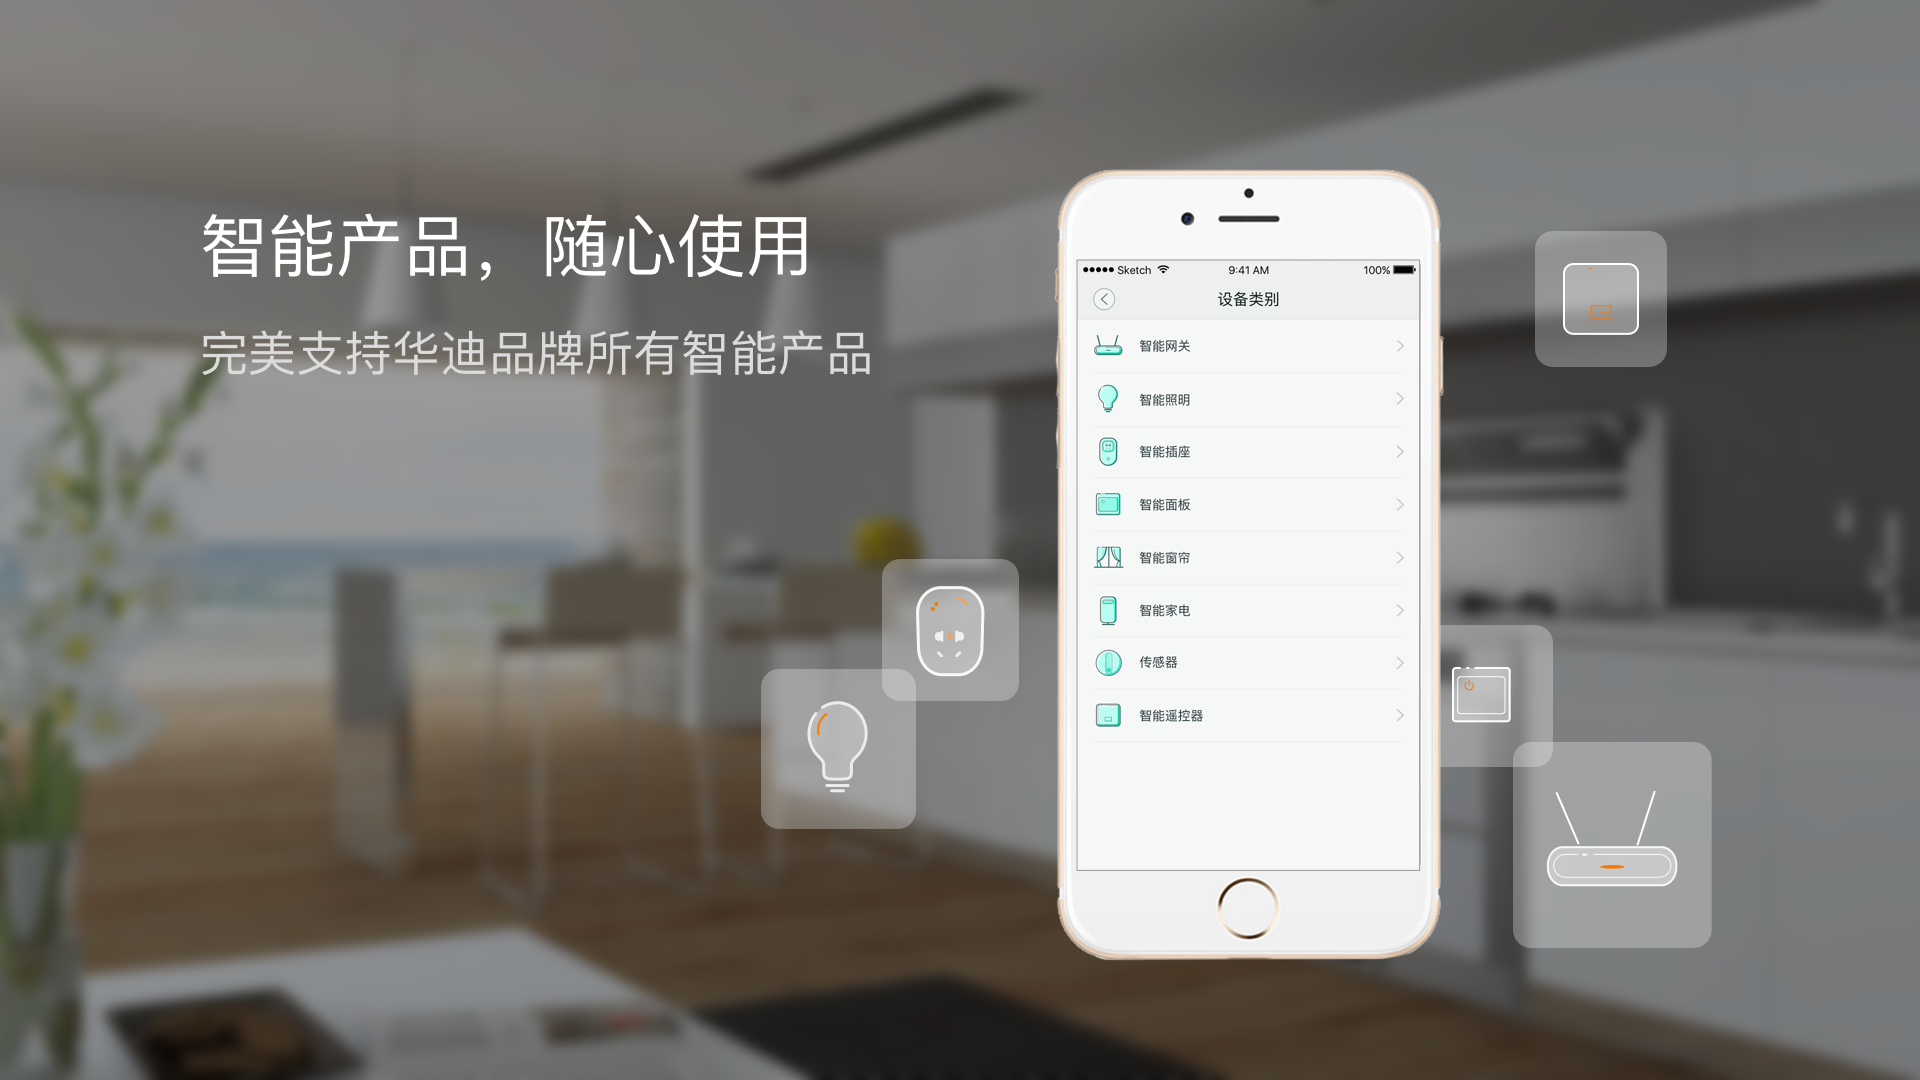 智能产品，随心使用
完美支持华迪品牌所有智能产品
Sketch 9:41 AM 100%
设备类别
智能网关
智能照明
智能插座
智能面板
智能窗帘
智能家电
传感器
智能遥控器